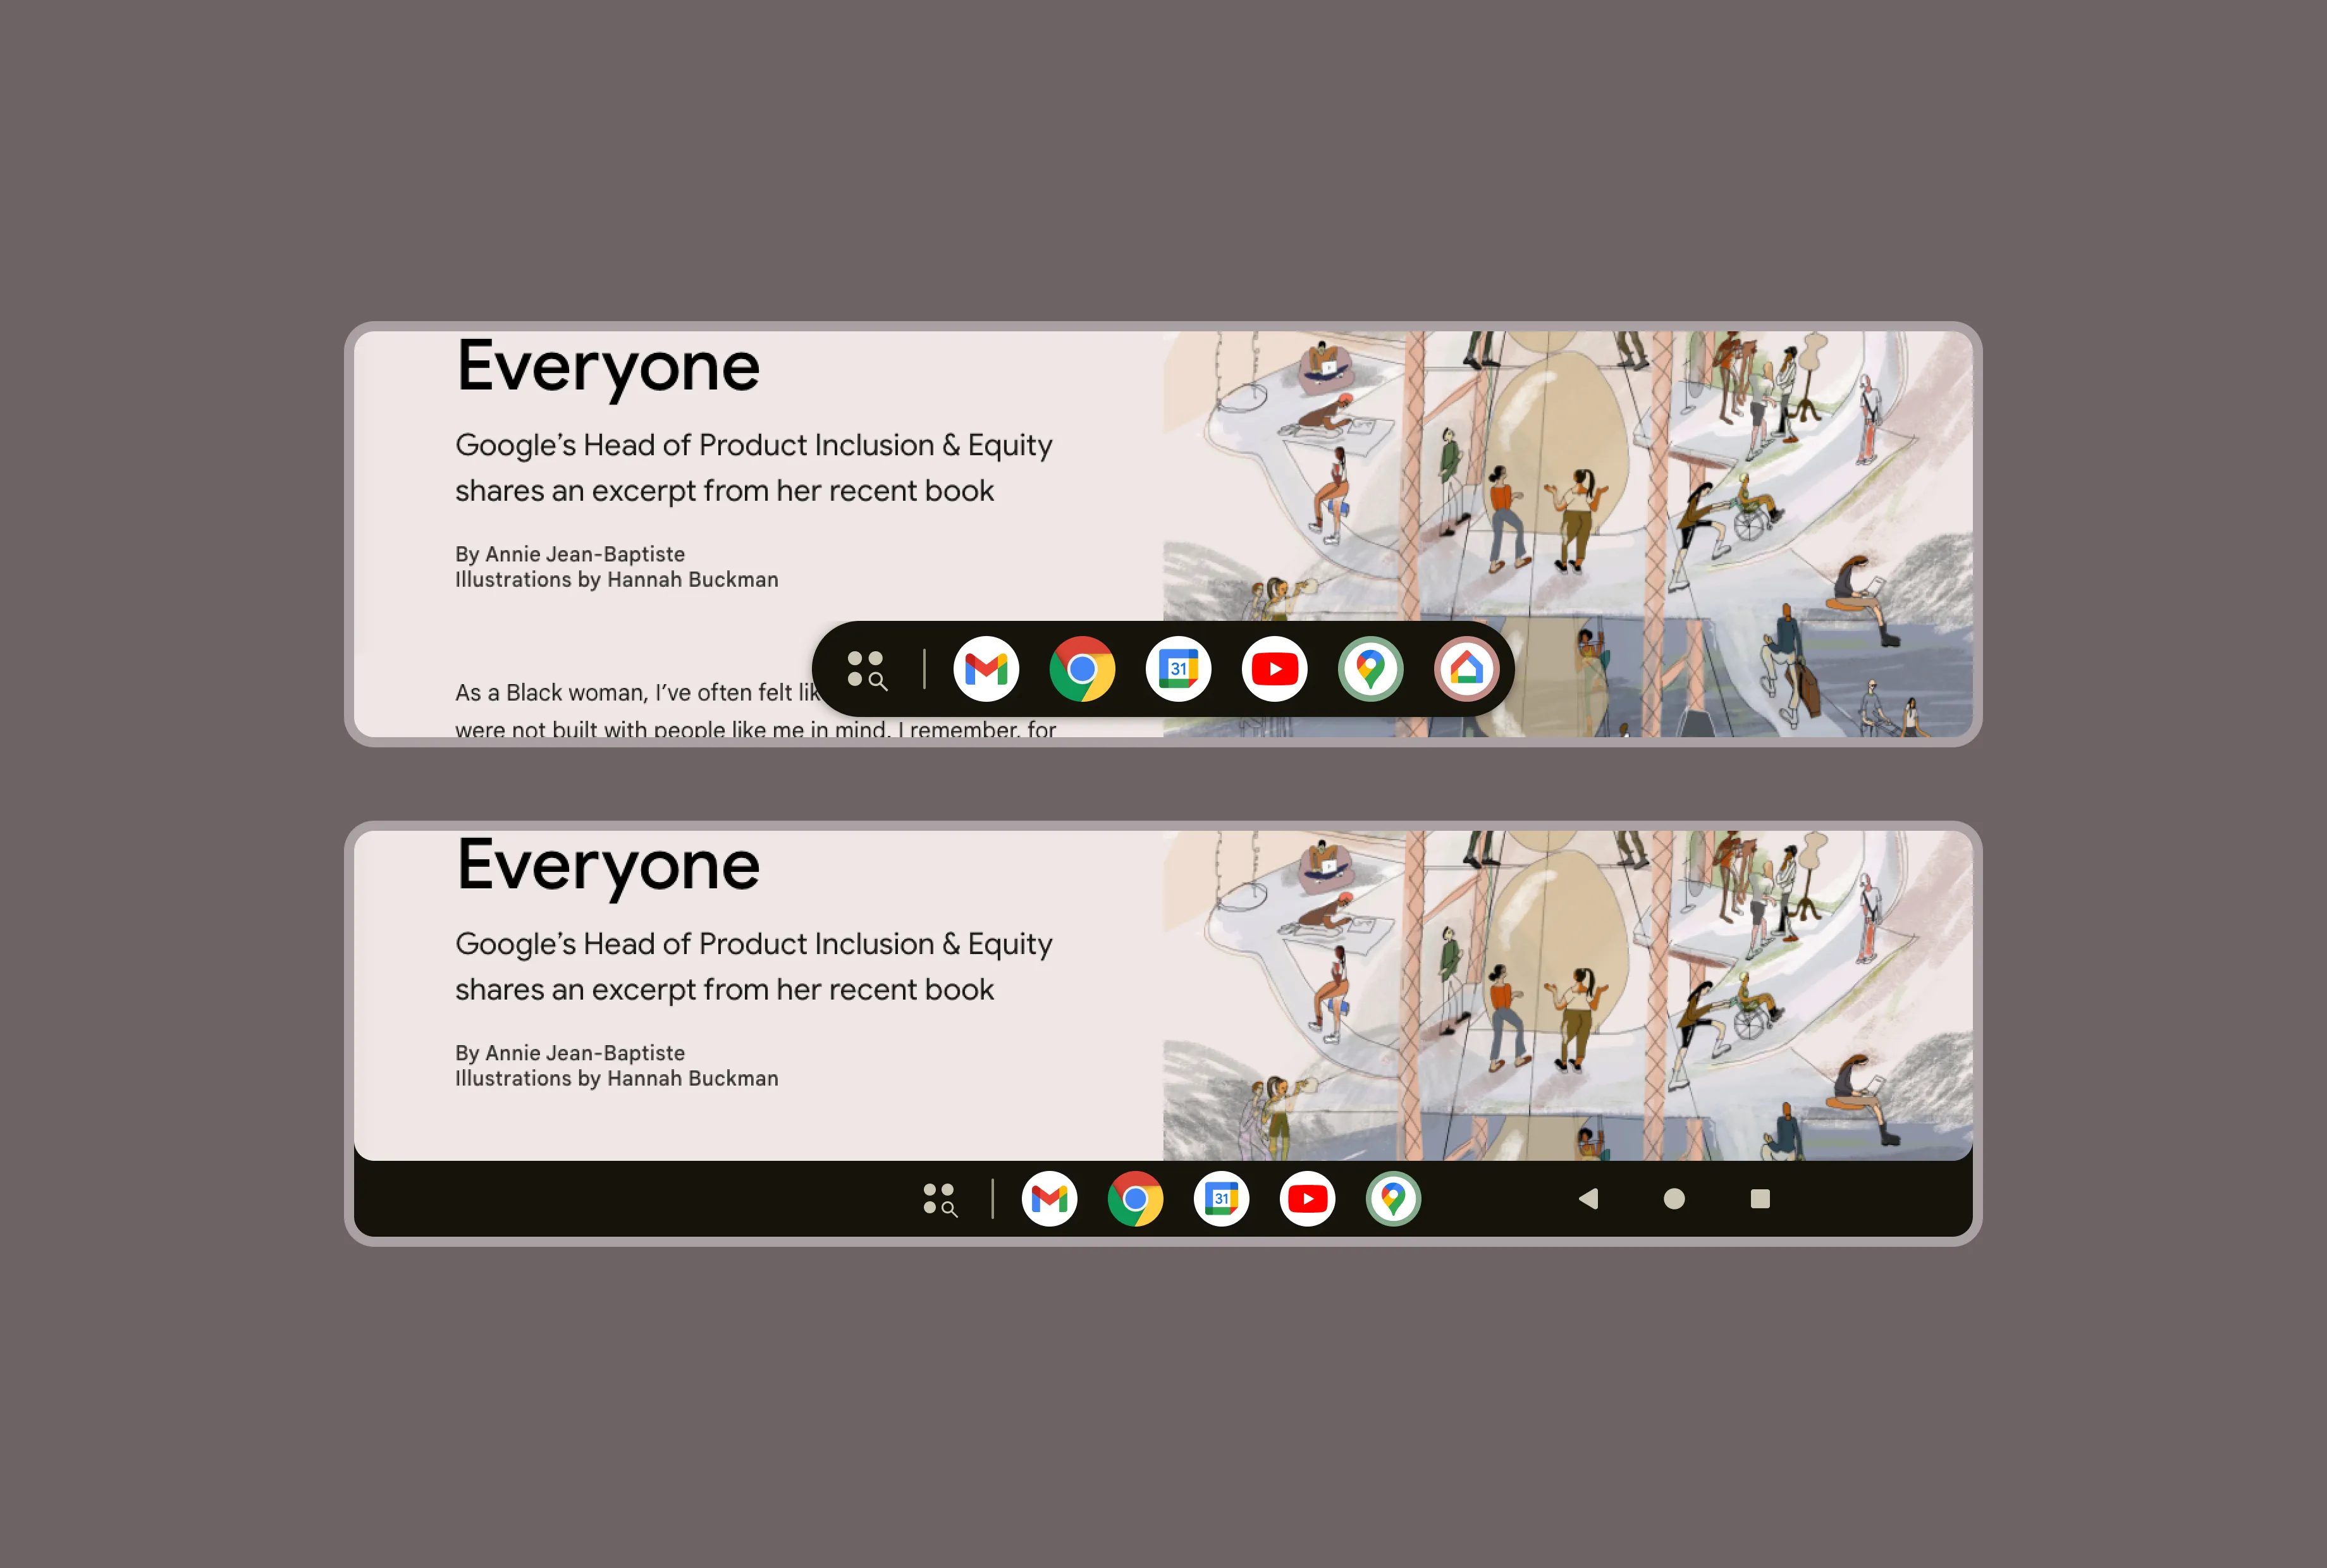 Everyone
Google’s Head of Product Inclusion & Equity
shares an excerpt from her recent book
By Annie Jean-Baptiste
Illustrations by Hannah Buckman
As a Black woman, I’ve often felt lik
were not built with people like me in mind. I remember, for
31
Everyone
Google’s Head of Product Inclusion & Equity
shares an excerpt from her recent book
By Annie Jean-Baptiste
Illustrations by Hannah Buckman
31